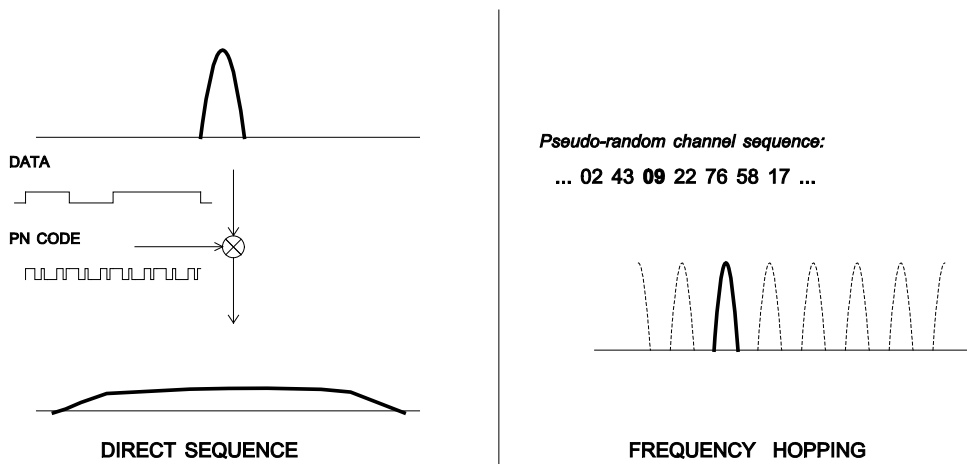 DATA
PN CODE
DIRECT SEQUENCE
Pseudo-random channel sequence:
... 02 43 09 22 76 58 17 ...
FREQUENCY HOPPING